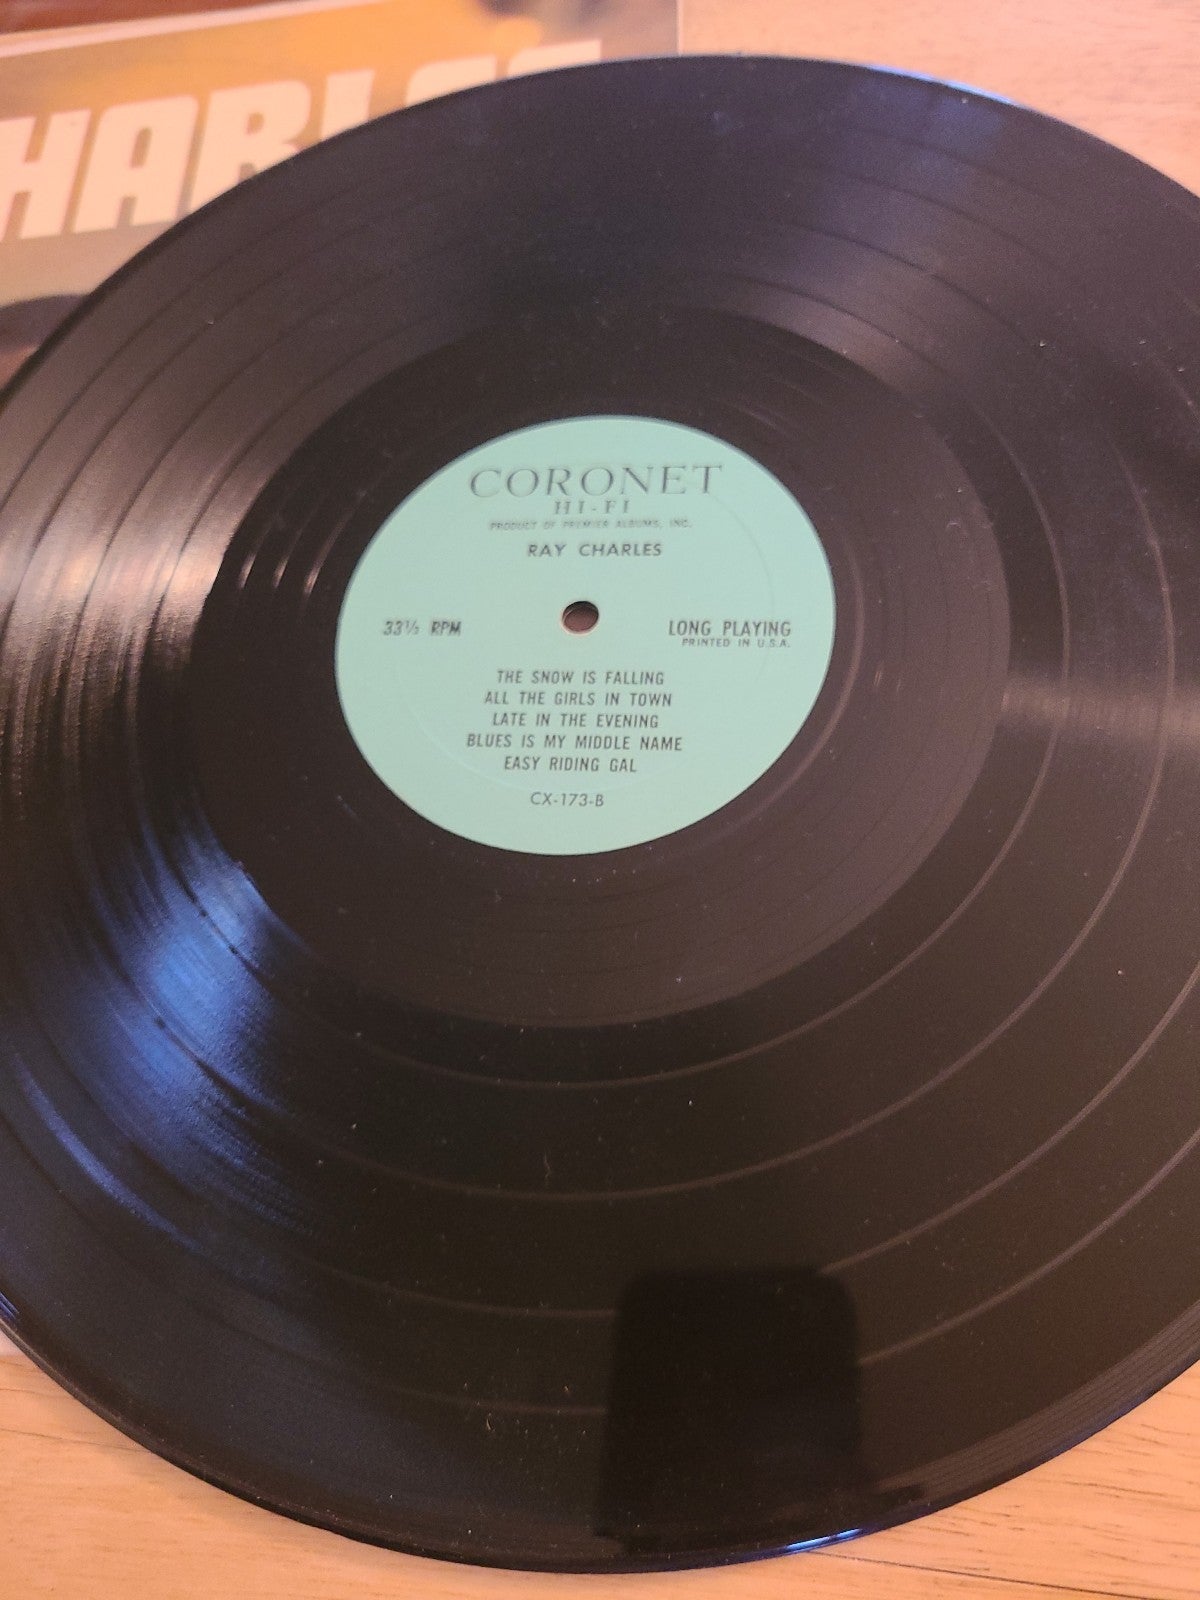 HARLES
CORONET
HI-FI
PRODUCT OF PREMIER ALBUMS, INC.
RAY CHARLES
33⅓ RPM
LONG PLAYING
PRINTED IN U.S.A.
THE SNOW IS FALLING
ALL THE GIRLS IN TOWN
LATE IN THE EVENING
BLUES IS MY MIDDLE NAME
EASY RIDING GAL
CX-173-B